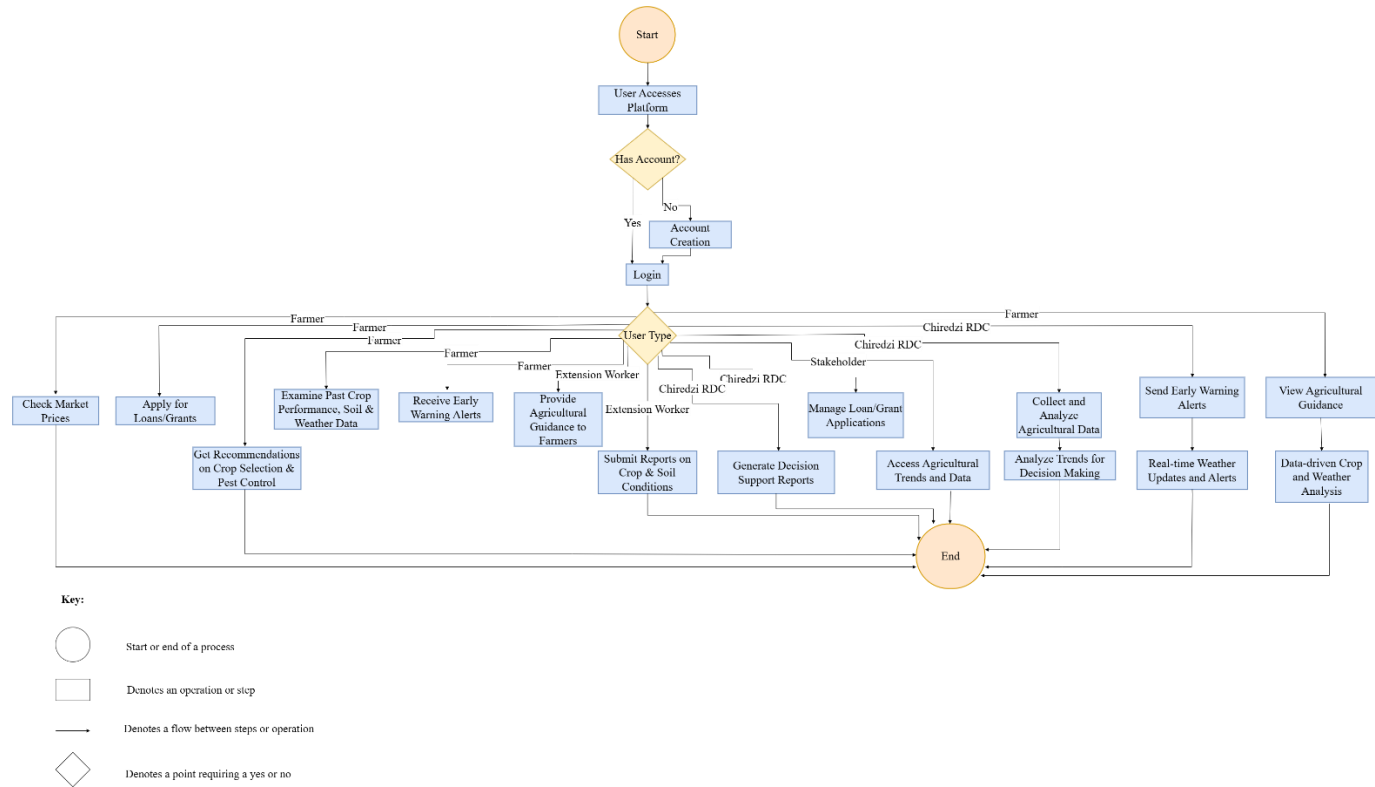 Start
User Accesses
Platform
Has Account?
No
Yes
Account
Creation
Login
User Type
Farmer
Farmer
Farmer
Farmer
Farmer
Extension Worker
Extension Worker
Chiredzi RDC
Chiredzi RDC
Stakeholder
Chiredzi RDC
Chiredzi RDC
Farmer
Check Market
Prices
Apply for
Loans/Grants
Get Recommendations
on Crop Selection &
Pest Control
Examine Past Crop
Performance, Soil &
Weather Data
Receive Early
Warning Alerts
Provide
Agricultural
Guidance to
Farmers
Submit Reports on
Crop & Soil
Conditions
Generate Decision
Support Reports
Manage Loan/Grant
Applications
Access Agricultural
Trends and Data
Collect and
Analyze
Agricultural Data
Analyze Trends for
Decision Making
Send Early Warning
Alerts
Real-time Weather
Updates and Alerts
View Agricultural
Guidance
Data-driven Crop
and Weather
Analysis
End
Key:
Start or end of a process
Denotes an operation or step
Denotes a flow between steps or operation
Denotes a point requiring a yes or no